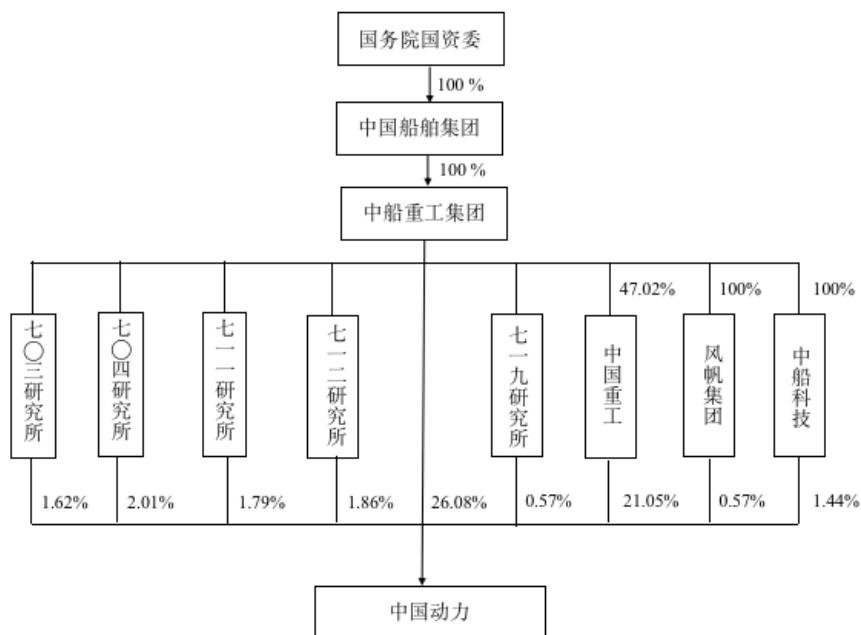 国务院国资委
100 %
中国船舶集团
100 %
中船重工集团
47.02%
100%
100%
七〇三研究所
七〇四研究所
七一一研究所
七一二研究所
七一九研究所
中国重工
风帆集团
中船科技
1.62%
2.01%
1.79%
1.86%
26.08%
0.57%
21.05%
0.57%
1.44%
中国动力